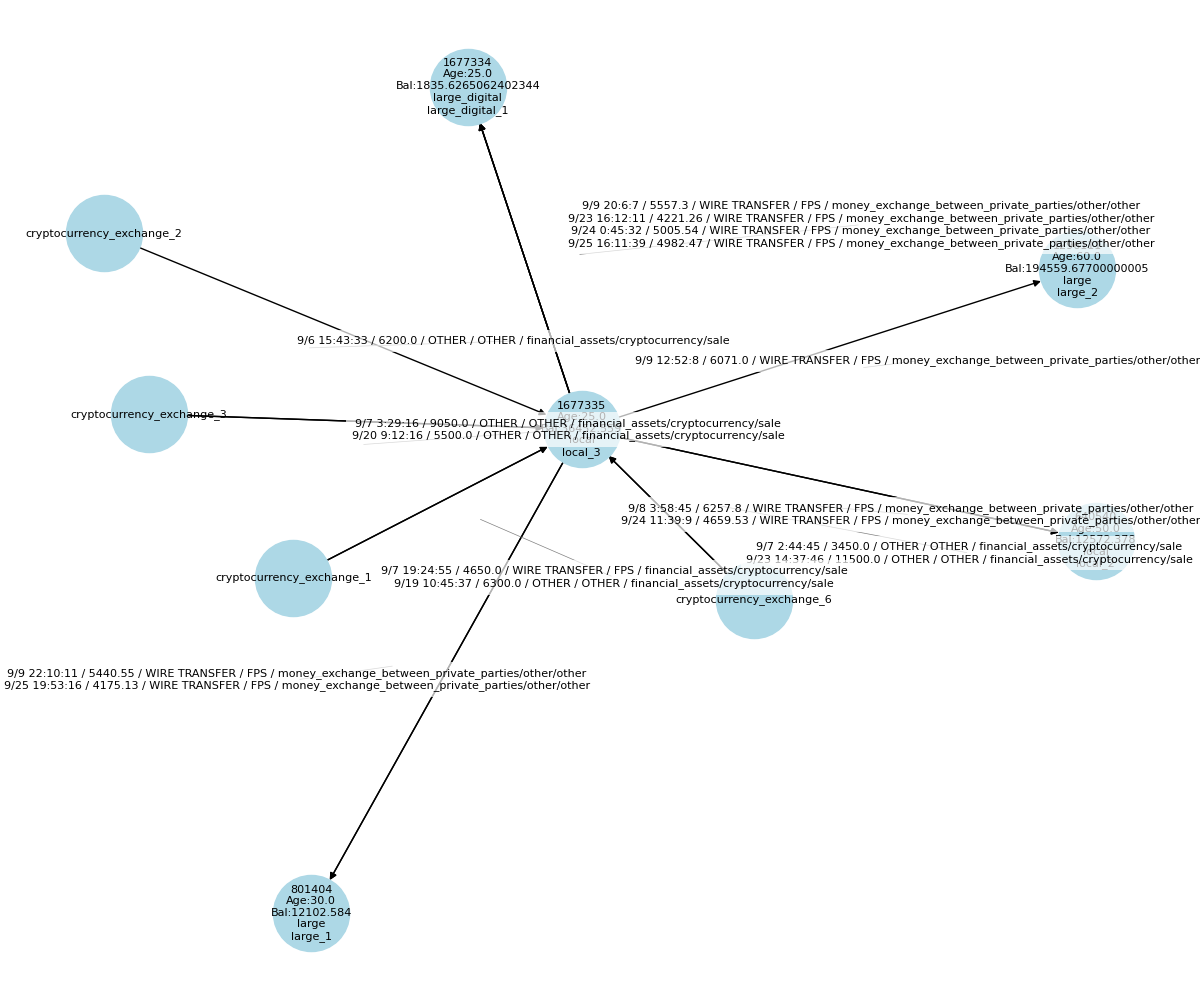 1677334
Age:25.0
Bal:1835.6265062402344
large_digital
large_digital_1
9/9 20:6:7 / 5557.3 / WIRE TRANSFER / FPS / money_exchange_between_private_parties/other/other
9/23 16:12:11 / 4221.26 / WIRE TRANSFER / FPS / money_exchange_between_private_parties/other/other
9/24 0:45:32 / 5005.54 / WIRE TRANSFER / FPS / money_exchange_between_private_parties/other/other
9/25 16:11:39 / 4982.47 / WIRE TRANSFER / FPS / money_exchange_between_private_parties/other/other
cryptocurrency_exchange_2
Age:60.0
Bal:194559.67700000005
large
large_2
9/6 15:43:33 / 6200.0 / OTHER / OTHER / financial_assets/cryptocurrency/sale
9/9 12:52:8 / 6071.0 / WIRE TRANSFER / FPS / money_exchange_between_private_parties/other/other
cryptocurrency_exchange_3
1677335
Age:25.0
9/7 3:29:16 / 9050.0 / OTHER / OTHER / financial_assets/cryptocurrency/sale
9/20 9:12:16 / 5500.0 / OTHER / OTHER / financial_assets/cryptocurrency/sale
local
local_3
9/8 3:58:45 / 6257.8 / WIRE TRANSFER / FPS / money_exchange_between_private_parties/other/other
9/24 11:39:9 / 4659.53 / WIRE TRANSFER / FPS / money_exchange_between_private_parties/other/other
Age:50.0
Bal:12572.378
9/7 2:44:45 / 3450.0 / OTHER / OTHER / financial_assets/cryptocurrency/sale
9/23 14:37:46 / 11500.0 / OTHER / OTHER / financial_assets/cryptocurrency/sale
local
local_2
cryptocurrency_exchange_1
9/7 19:24:55 / 4650.0 / WIRE TRANSFER / FPS / financial_assets/cryptocurrency/sale
9/19 10:45:37 / 6300.0 / OTHER / OTHER / financial_assets/cryptocurrency/sale
cryptocurrency_exchange_6
9/9 22:10:11 / 5440.55 / WIRE TRANSFER / FPS / money_exchange_between_private_parties/other/other
9/25 19:53:16 / 4175.13 / WIRE TRANSFER / FPS / money_exchange_between_private_parties/other/other
801404
Age:30.0
Bal:12102.584
large
large_1